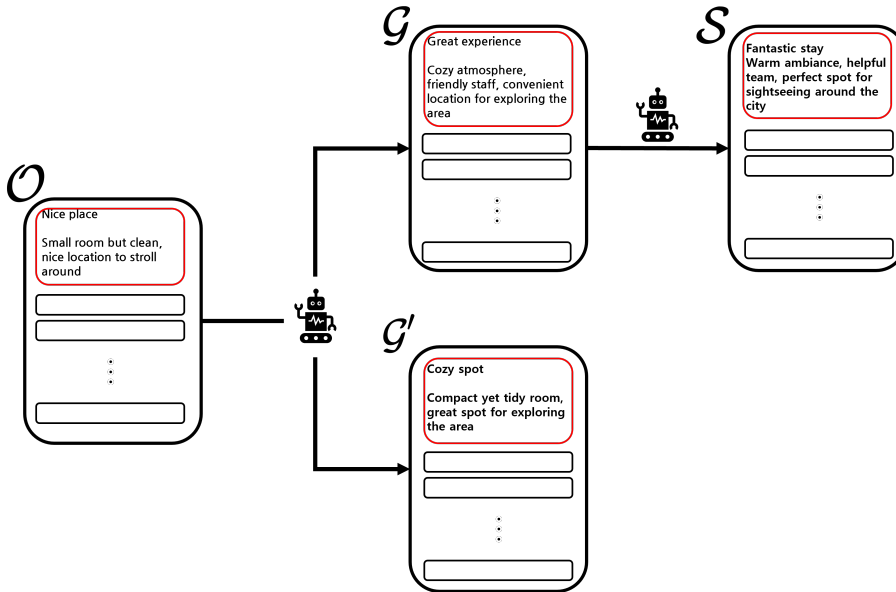 𝒪
Nice place
Small room but clean,
nice location to stroll
around
𝒢
Great experience
Cozy atmosphere,
friendly staff, convenient
location for exploring the
area
𝒮
Fantastic stay
Warm ambiance, helpful
team, perfect spot for
sightseeing around the
city
𝒢′
Cozy spot
Compact yet tidy room,
great spot for exploring
the area